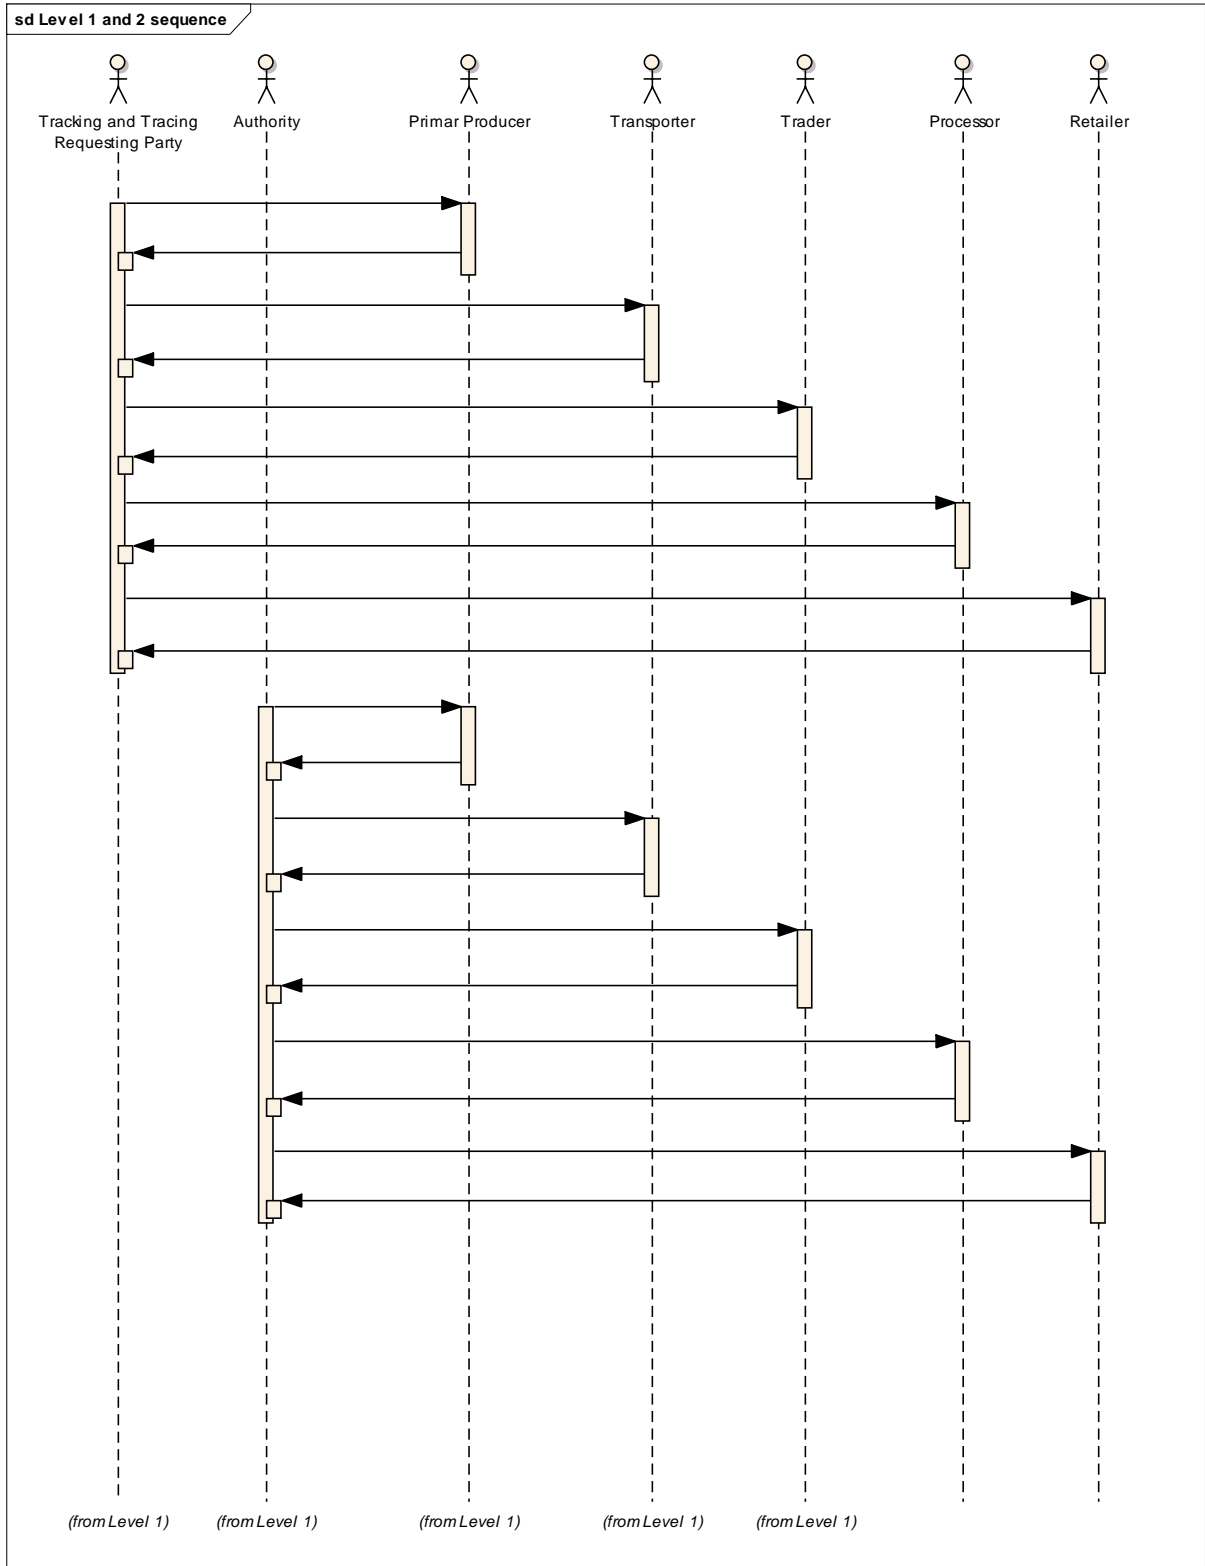 sd Level 1 and 2 sequence
Tracking and Tracing
Requesting Party
Authority
Primar Producer
Transporter
Trader
Processor
Retailer
(from Level 1)
(from Level 1)
(from Level 1)
(from Level 1)
(from Level 1)